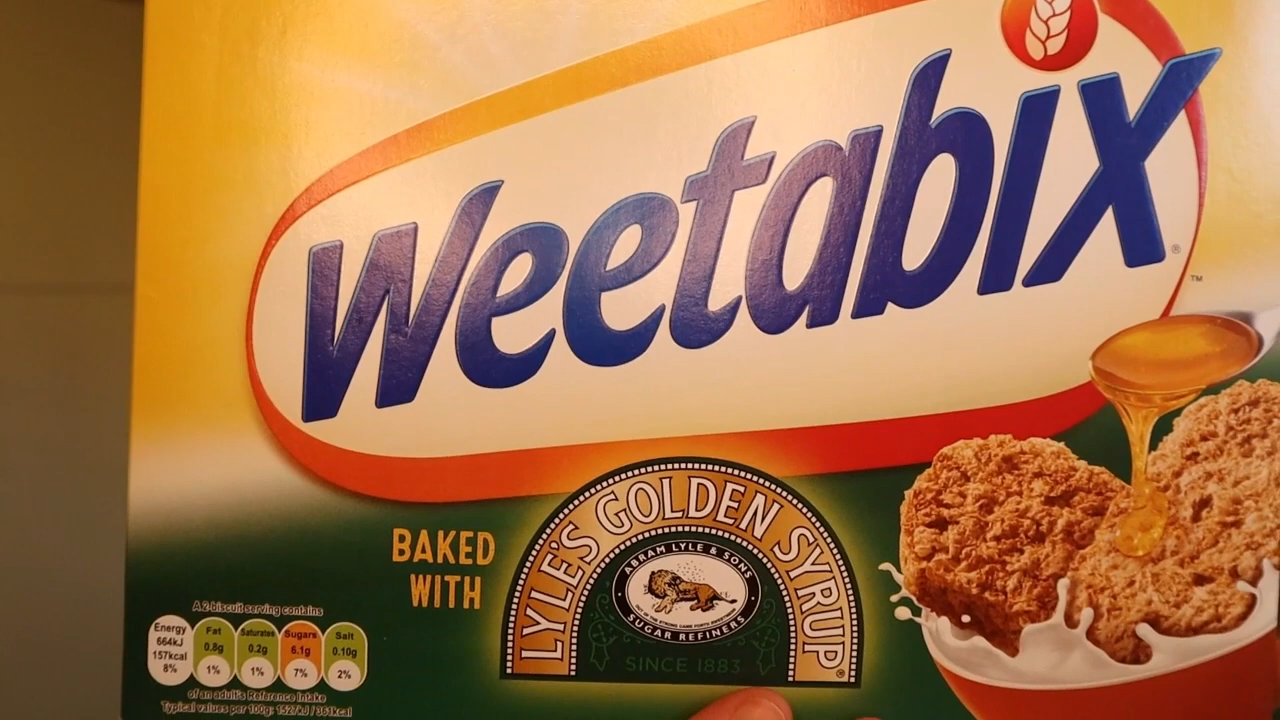 Weetabix®
™
BAKED
WITH
LYLE'S GOLDEN SYRUP®
ABRAM LYLE & SONS
SUGAR REFINERS
SINCE 1883
A 2-biscuit serving contains
Energy
664kJ
157kcal
8%
Fat
0.8g
1%
Saturates
0.2g
1%
Sugars
6.1g
7%
Salt
0.10g
2%
of an adult's Reference Intake
Typical values per 100g: 1527kJ / 361kcal